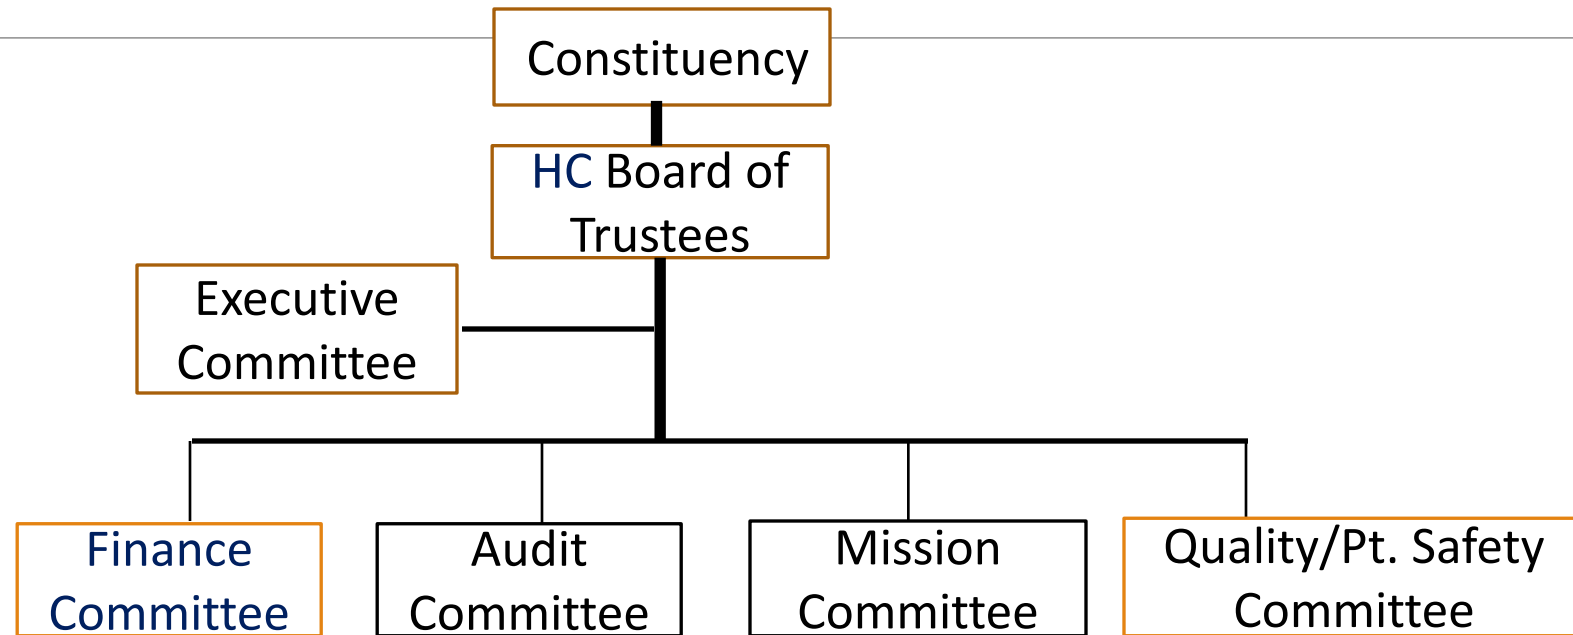 Constituency
HC Board of
Trustees
Executive
Committee
Finance
Committee
Audit
Committee
Mission
Committee
Quality/Pt. Safety
Committee